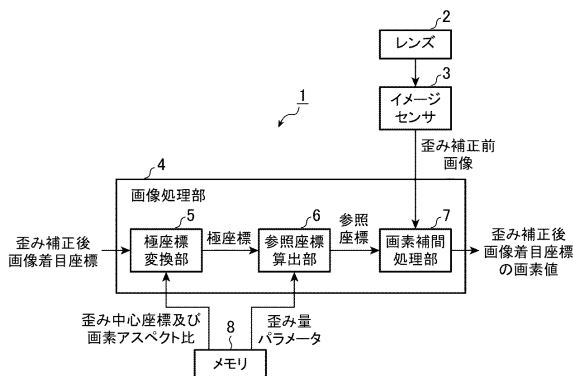 2
レンズ
3
イメージ
センサ
1
歪み補正前
画像
4
画像処理部
歪み補正後
画像着目座標
5
極座標
変換部
極座標
6
参照座標
算出部
参照
座標
7
画素補間
処理部
歪み補正後
画像着目座標
の画素値
歪み中心座標及び
画素アスペクト比
歪み量
パラメータ
8
メモリ